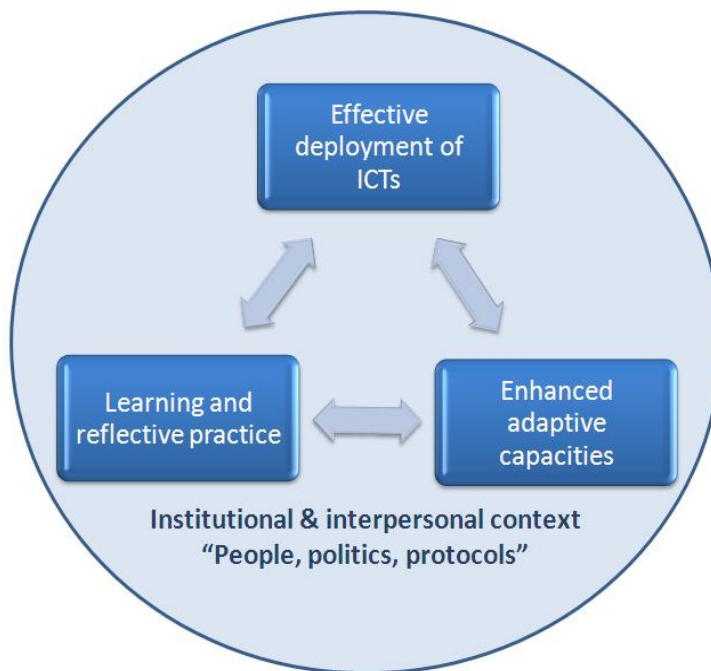 Effective
deployment of
ICTs
Learning and
reflective practice
Enhanced
adaptive
capacities
Institutional & interpersonal context
“People, politics, protocols”